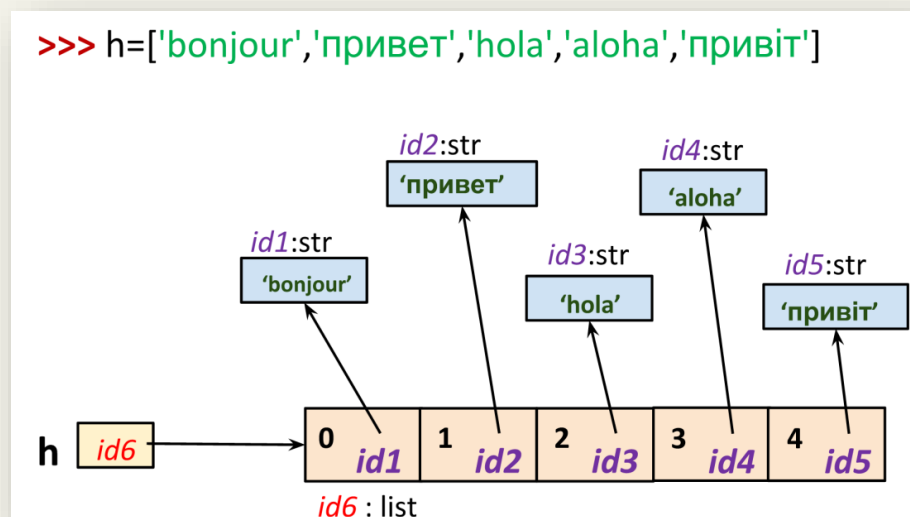 >>> h=['bonjour','привет','hola','aloha','привіт']
id2:str
id4:str
‘привет’
‘aloha’
id1:str
id3:str
id5:str
‘bonjour’
‘hola’
‘привіт’
h id6 0 id1 1 id2 2 id3 3 id4 4 id5
id6 : list